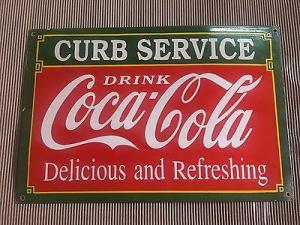 CURB SERVICE
DRINK
Coca-Cola
Delicious and Refreshing